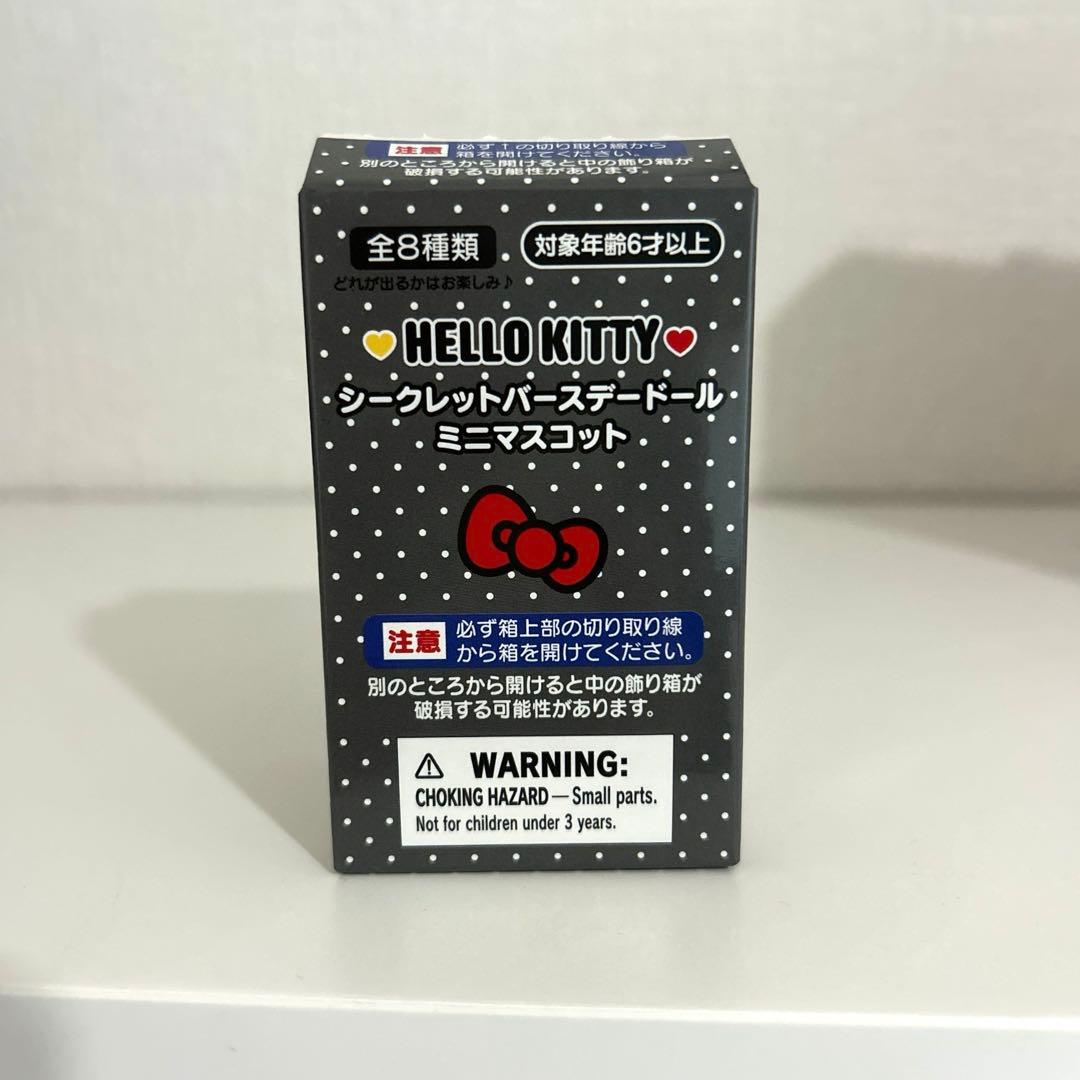 注意 必ず↑の切り取り線から
箱を開けてください。
別のところから開けると中の飾り箱が
破損する可能性があります。
全8種類 対象年齢6才以上
どれが出るかはお楽しみ♪
HELLO KITTY
シークレットバースデードール
ミニマスコット
注意 必ず箱上部の切り取り線
から箱を開けてください。
別のところから開けると中の飾り箱が
破損する可能性があります。
⚠ WARNING:
CHOKING HAZARD — Small parts.
Not for children under 3 years.